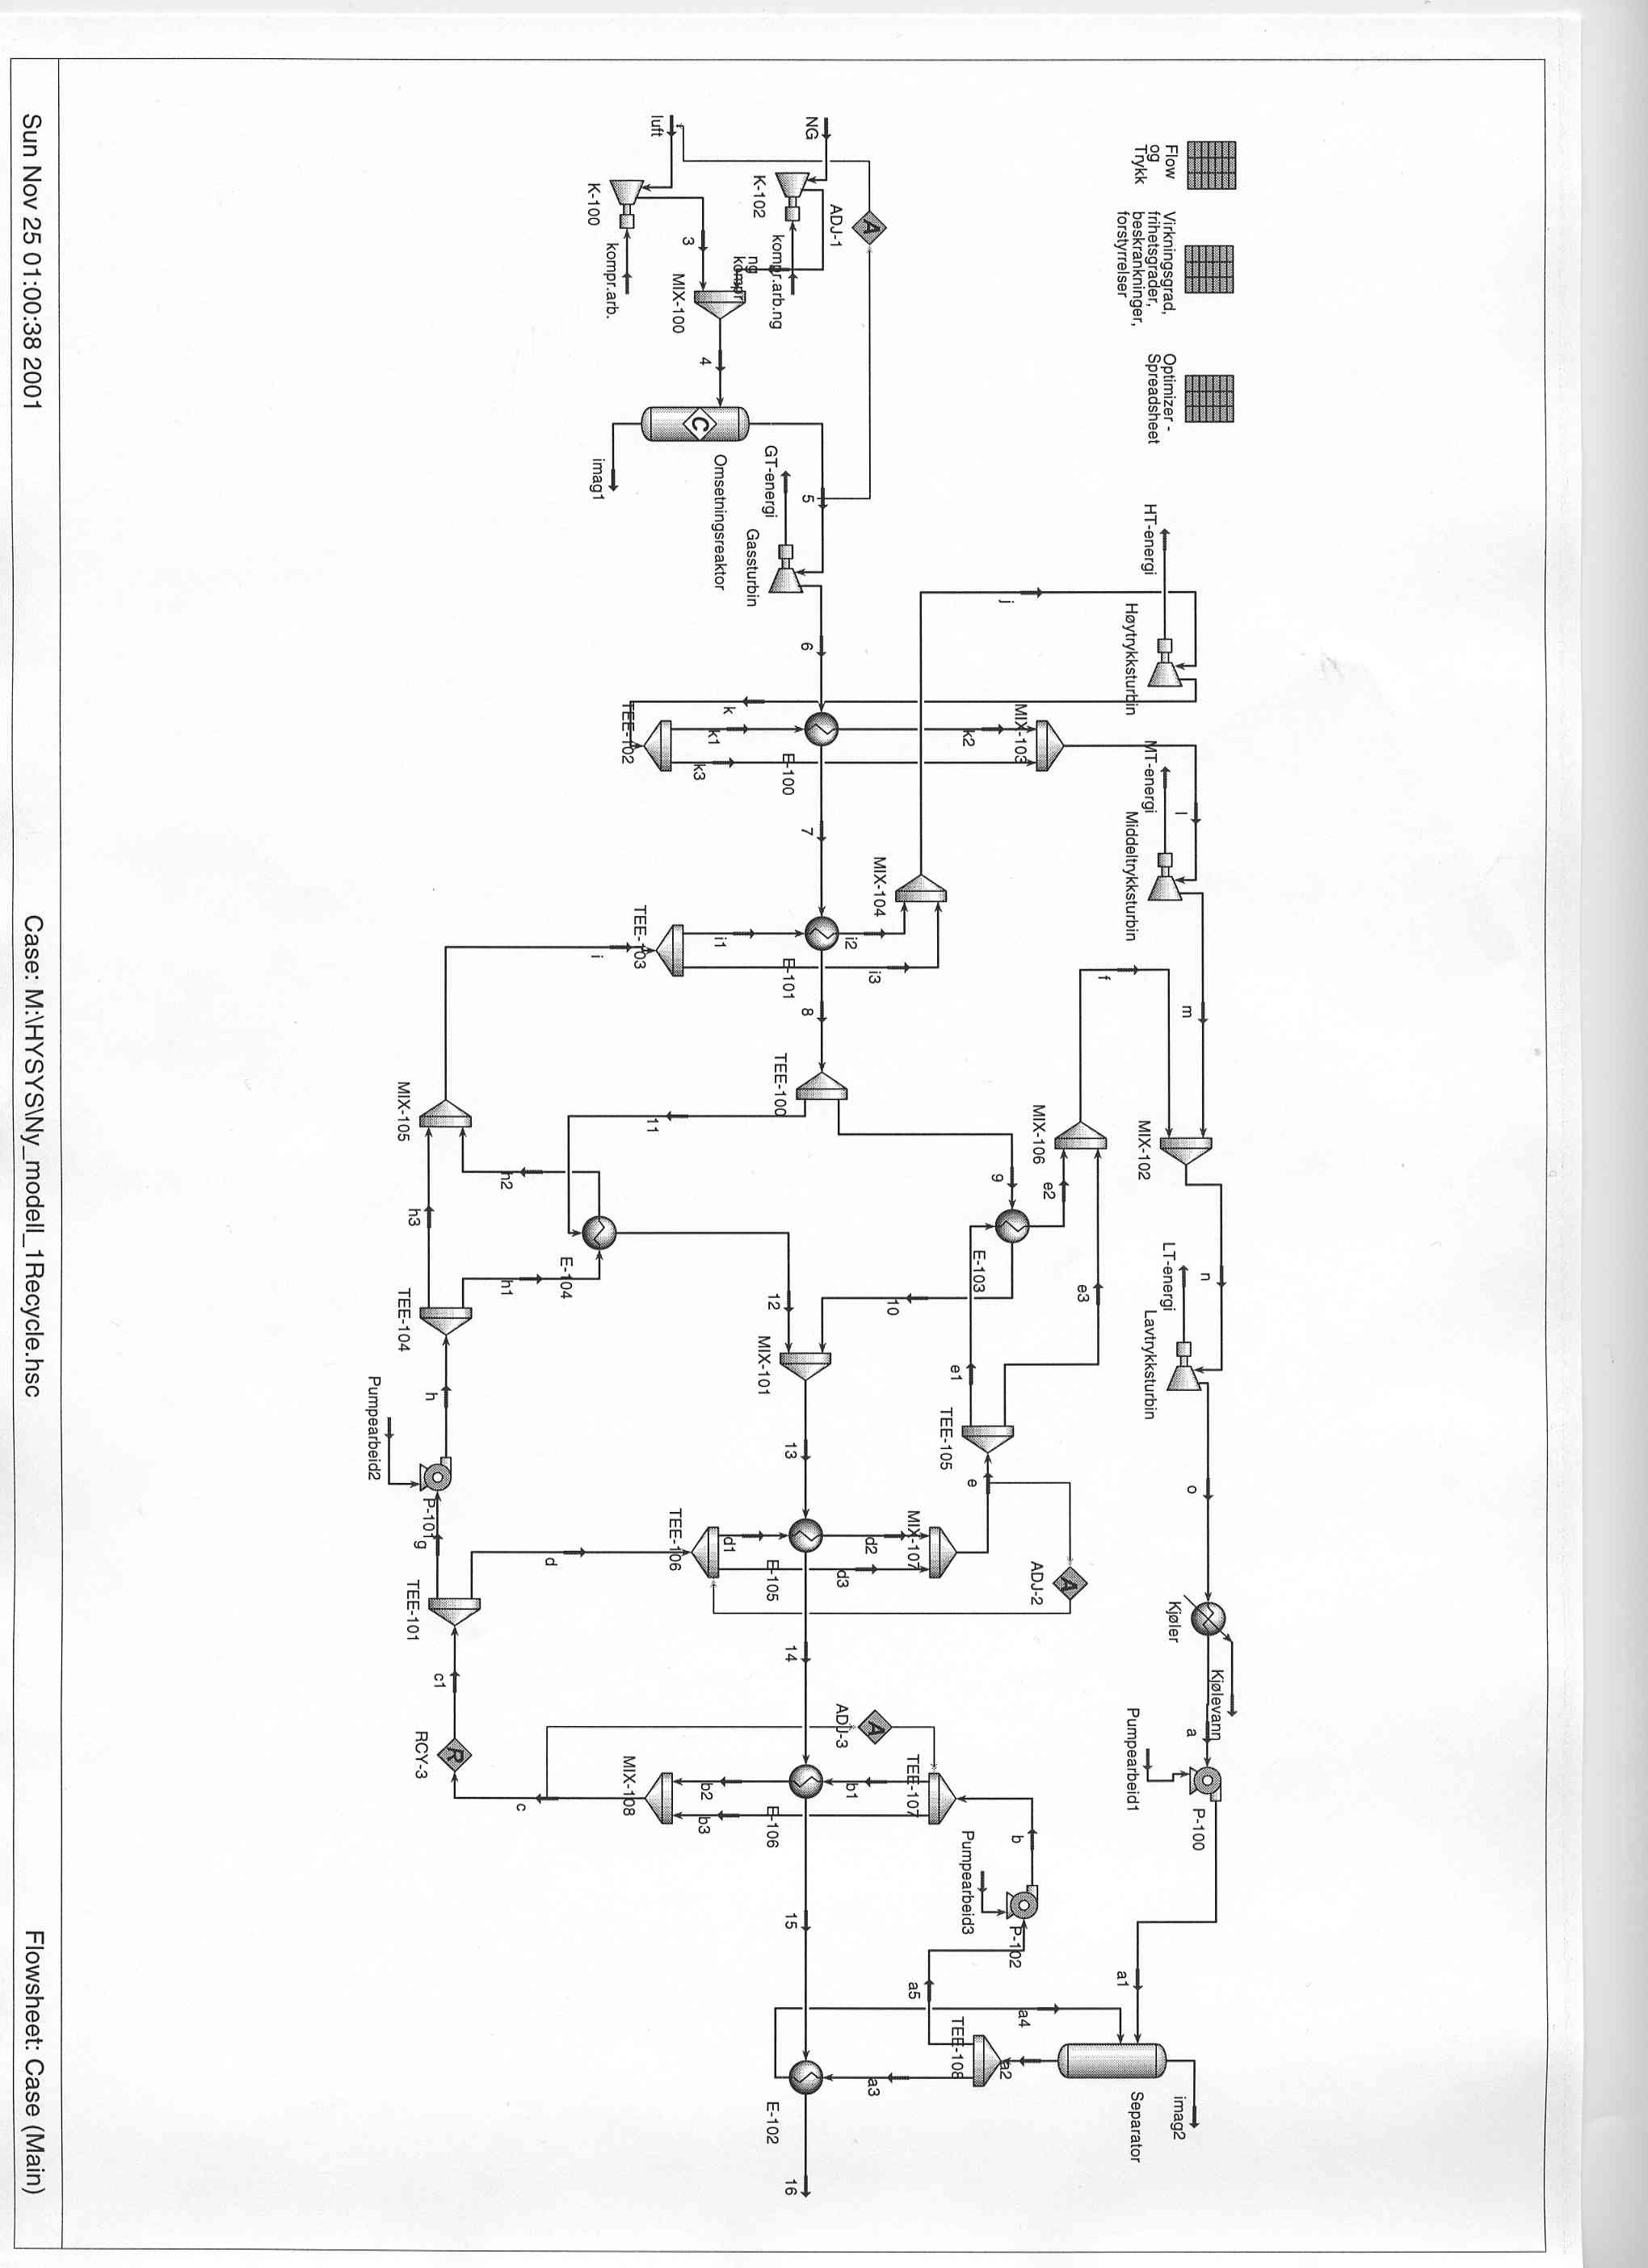 Flow
og
Trykk
Virkningsgrad,
frihetsgrader,
beskrankninger,
forstyrrelser
Optimizer -
Spreadsheet
HT-energi
Høytrykksturbin
MT-energi
Middeltrykksturbin
l
m
f
MIX-102
n
LT-energi
Lavtrykksturbin
o
Kjøler
Kjølevann
a
Pumpearbeid1
P-100
a1
imag2
Separator
j
k2
MIX-103
MIX-106
e2
9
E-103
e3
10
e1
TEE-105
e
MIX-107
ADJ-2
A
b
Pumpearbeid3
P-102
a5
a4
TEE-108
a2
a3
NG
K-102
ADJ-1
A
kompr.arb.ng
ng
kompr
luft
K-100
3
kompr.arb.
MIX-100
4
C
Omsetningsreaktor
imag1
GT-energi
5
Gassturbin
6
k
k1
TEE-102
k3
E-100
7
MIX-104
TEE-103
i1
i2
E-101
i3
i
8
TEE-100
11
12
MIX-101
13
TEE-106
d1
d2
E-105
d3
14
ADJ-3
A
TEE-107
b1
b2
MIX-108
E-106
b3
15
E-102
16
MIX-105
h2
h3
h1
E-104
TEE-104
h
Pumpearbeid2
P-101
g
d
TEE-101
c1
RCY-3
R
c
Sun Nov 25 01:00:38 2001
Case: M:\HYSYS\Ny_modell_1Recycle.hsc
Flowsheet: Case (Main)